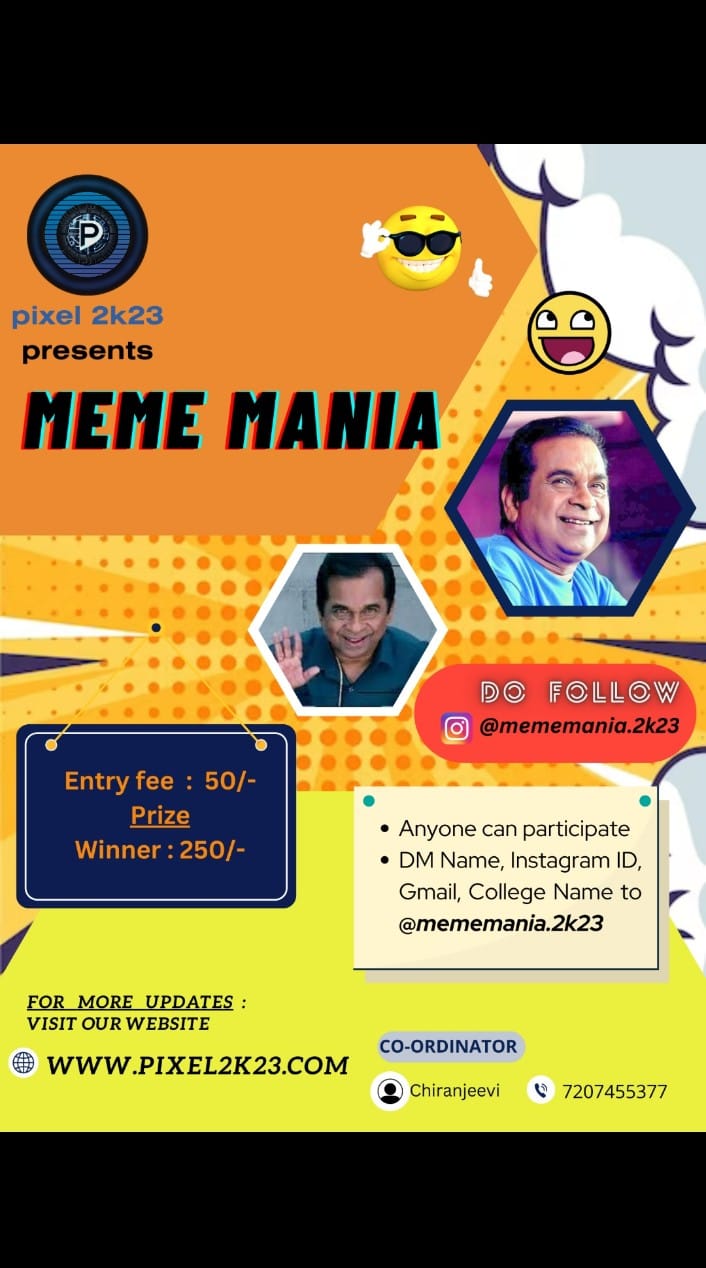 P
pixel 2k23
presents
MEME MANIA
DO FOLLOW
@mememania.2k23
Entry fee : 50/-
Prize
Winner : 250/-
• Anyone can participate
• DM Name, Instagram ID,
Gmail, College Name to
@mememania.2k23
FOR MORE UPDATES :
VISIT OUR WEBSITE
WWW.PIXEL2K23.COM
CO-ORDINATOR
Chiranjeevi
7207455377